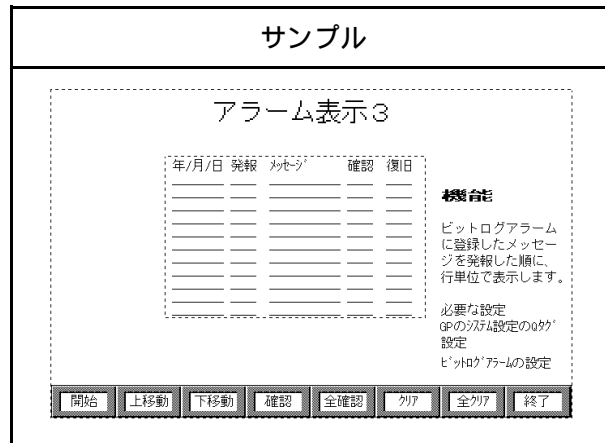 サンプル
アラーム表示3
年/月/日 発報 ﾒｯｾｰｼﾞ 確認 復旧
機能
ビットログアラーム
に登録したメッセー
ジを発報した順に、
行単位で表示します。
必要な設定
GPのｼｽﾃﾑ設定のQﾀｸﾞ
設定
ﾋﾞｯﾄﾛｸﾞｱﾗｰﾑの設定
開始 上移動 下移動 確認 全確認 ｸﾘｱ 全ｸﾘｱ 終了